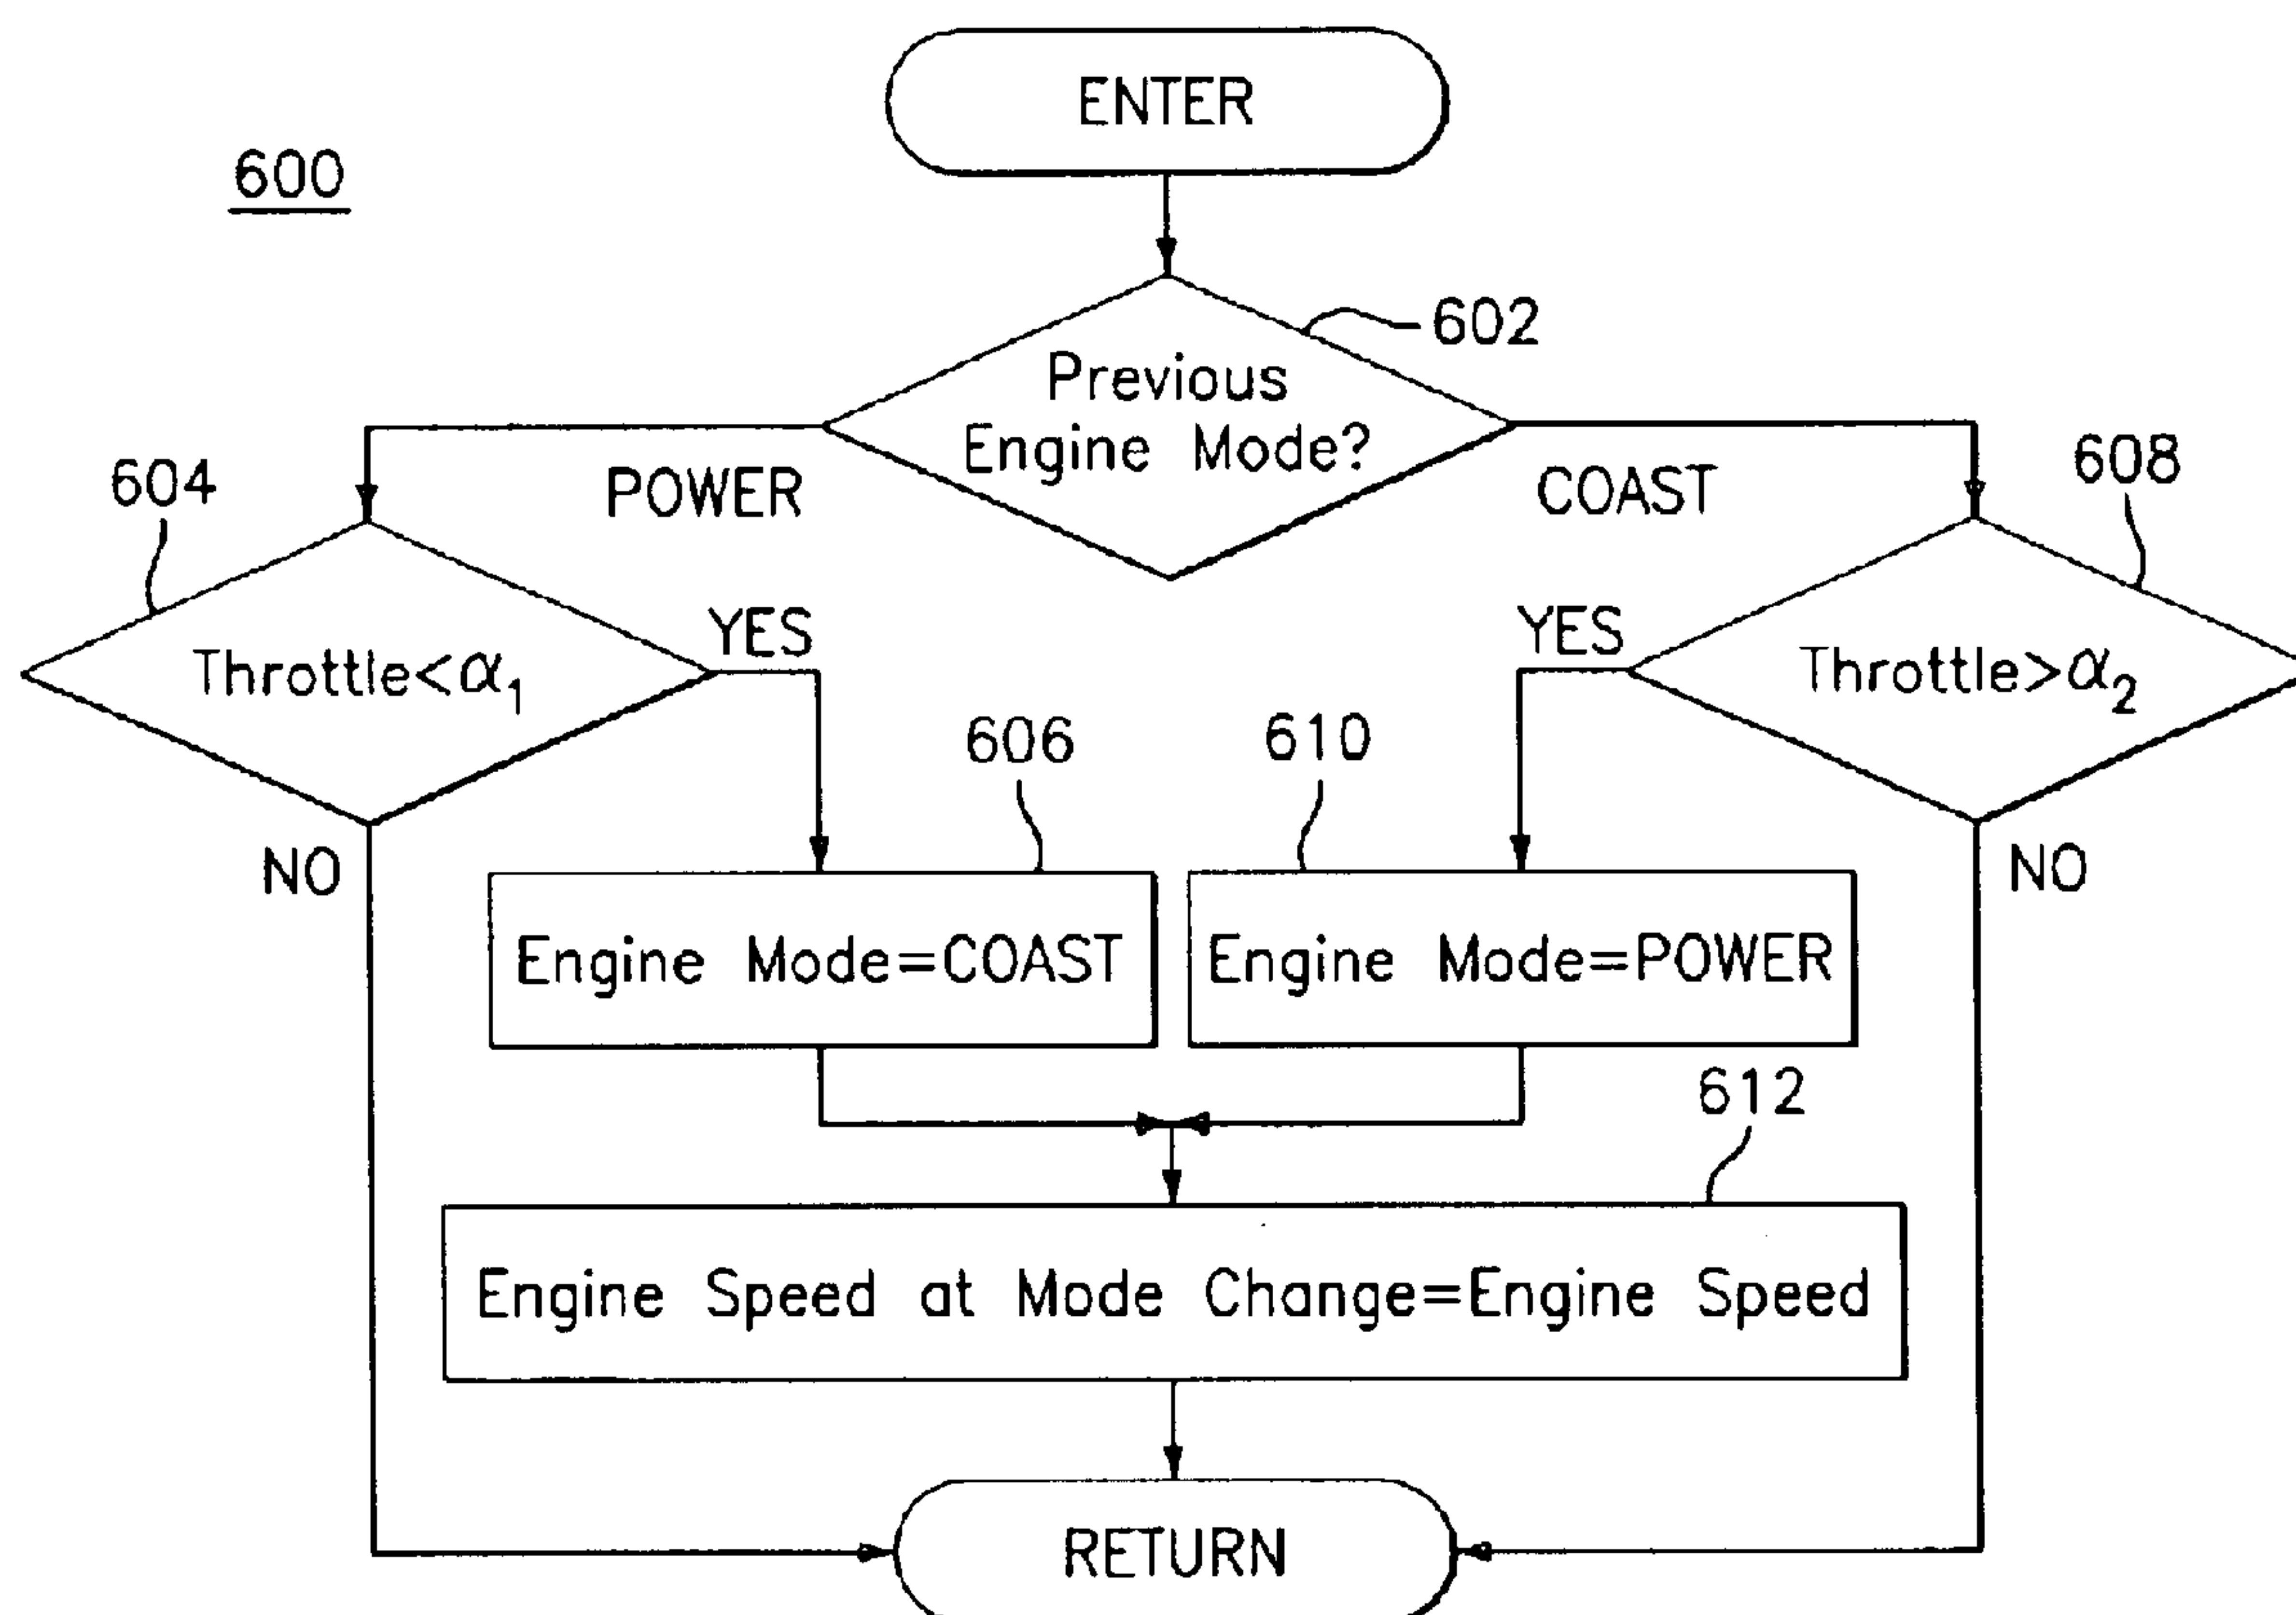 ENTER
600
602
Previous
Engine Mode?
POWER
COAST
604
608
YES
YES
Throttle<α₁
Throttle>α₂
606
610
NO
NO
Engine Mode=COAST
Engine Mode=POWER
612
Engine Speed at Mode Change=Engine Speed
RETURN